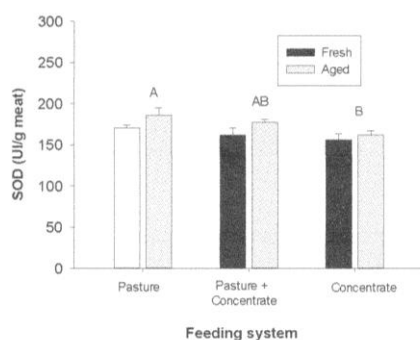 300
250
200
150
100
50
0
SOD (UI/g meat)
Fresh
Aged
A
AB
B
Pasture
Pasture +
Concentrate
Concentrate
Feeding system